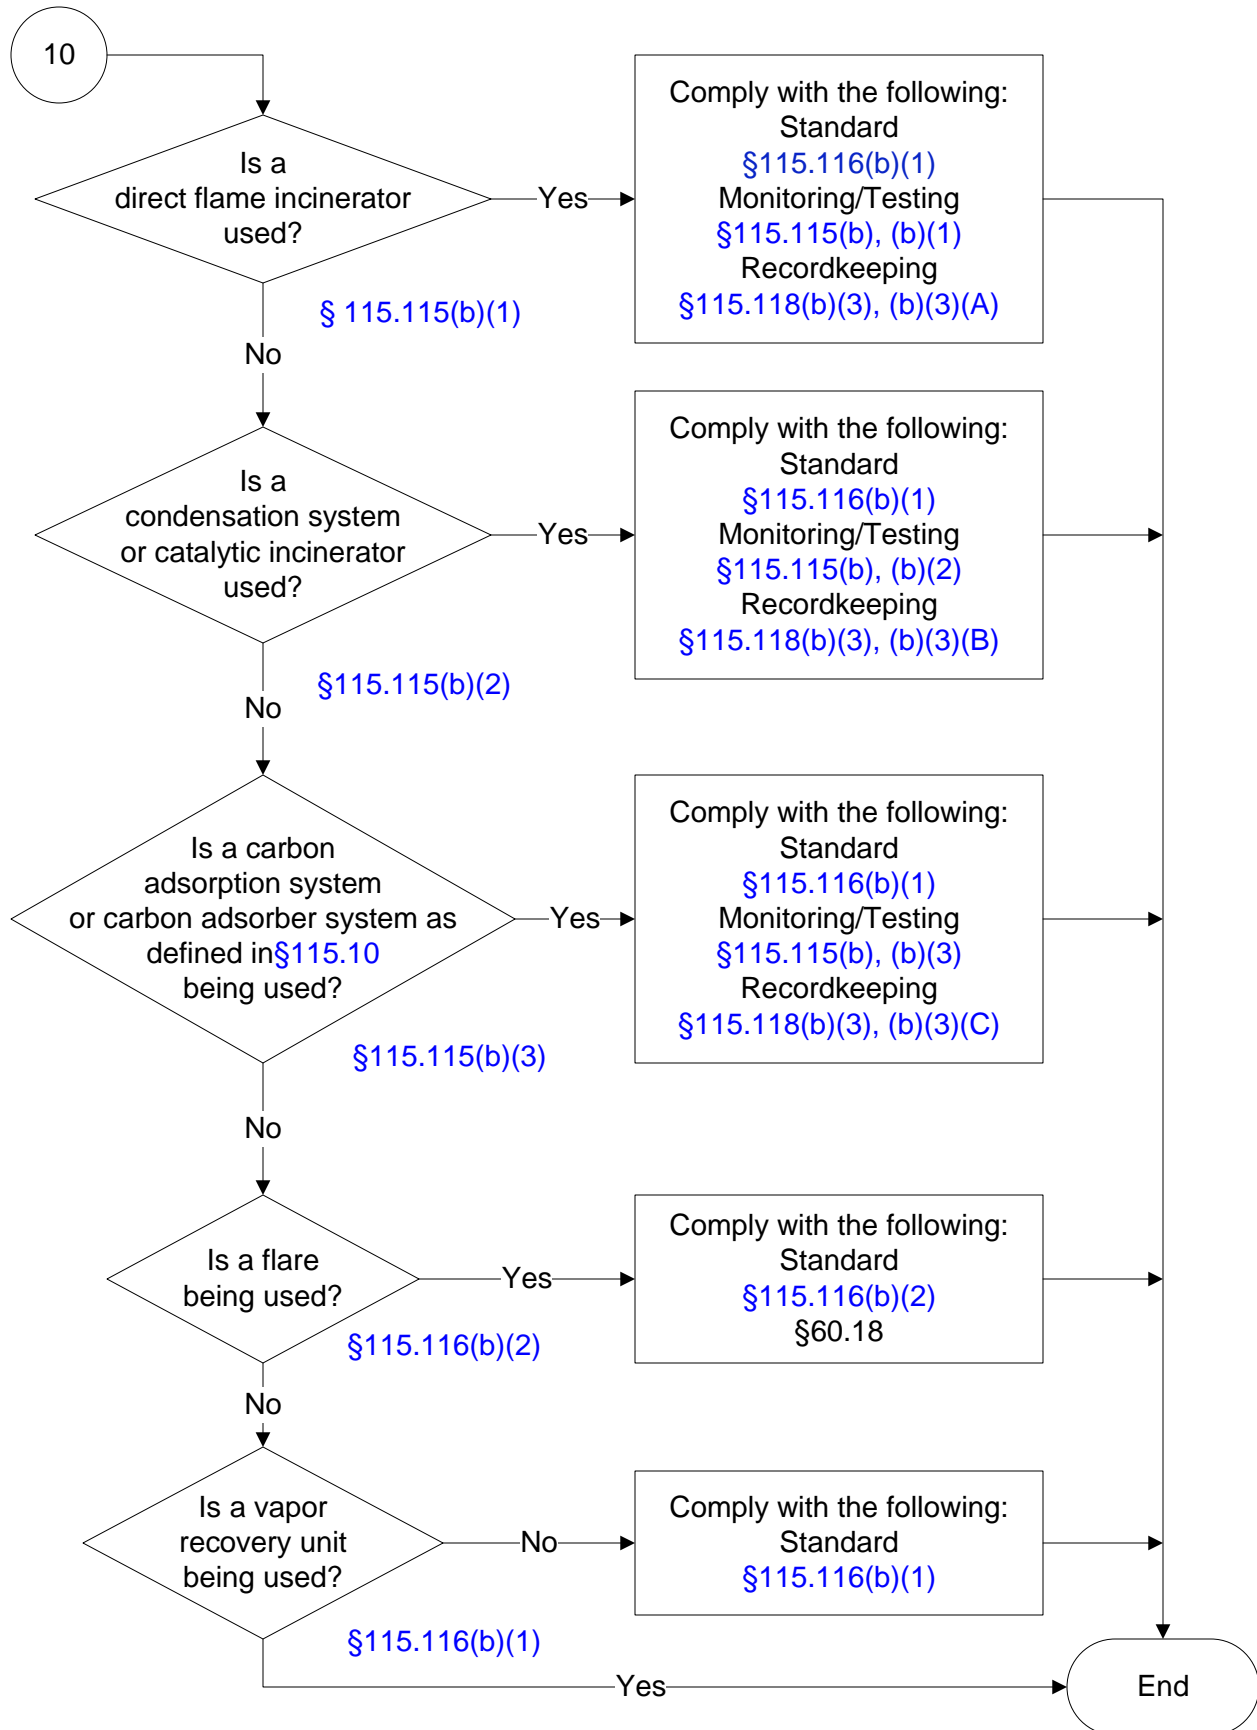 10
Is a
direct flame incinerator
used?
Yes
Comply with the following:
Standard
§115.116(b)(1)
Monitoring/Testing
§115.115(b), (b)(1)
Recordkeeping
§115.118(b)(3), (b)(3)(A)
§ 115.115(b)(1)
No
Is a
condensation system
or catalytic incinerator
used?
Yes
Comply with the following:
Standard
§115.116(b)(1)
Monitoring/Testing
§115.115(b), (b)(2)
Recordkeeping
§115.118(b)(3), (b)(3)(B)
§115.115(b)(2)
No
Is a carbon
adsorption system
or carbon adsorber system as
defined in§115.10
being used?
Yes
Comply with the following:
Standard
§115.116(b)(1)
Monitoring/Testing
§115.115(b), (b)(3)
Recordkeeping
§115.118(b)(3), (b)(3)(C)
§115.115(b)(3)
No
Is a flare
being used?
Yes
Comply with the following:
Standard
§115.116(b)(2)
§60.18
§115.116(b)(2)
No
Is a vapor
recovery unit
being used?
No
Comply with the following:
Standard
§115.116(b)(1)
§115.116(b)(1)
Yes
End